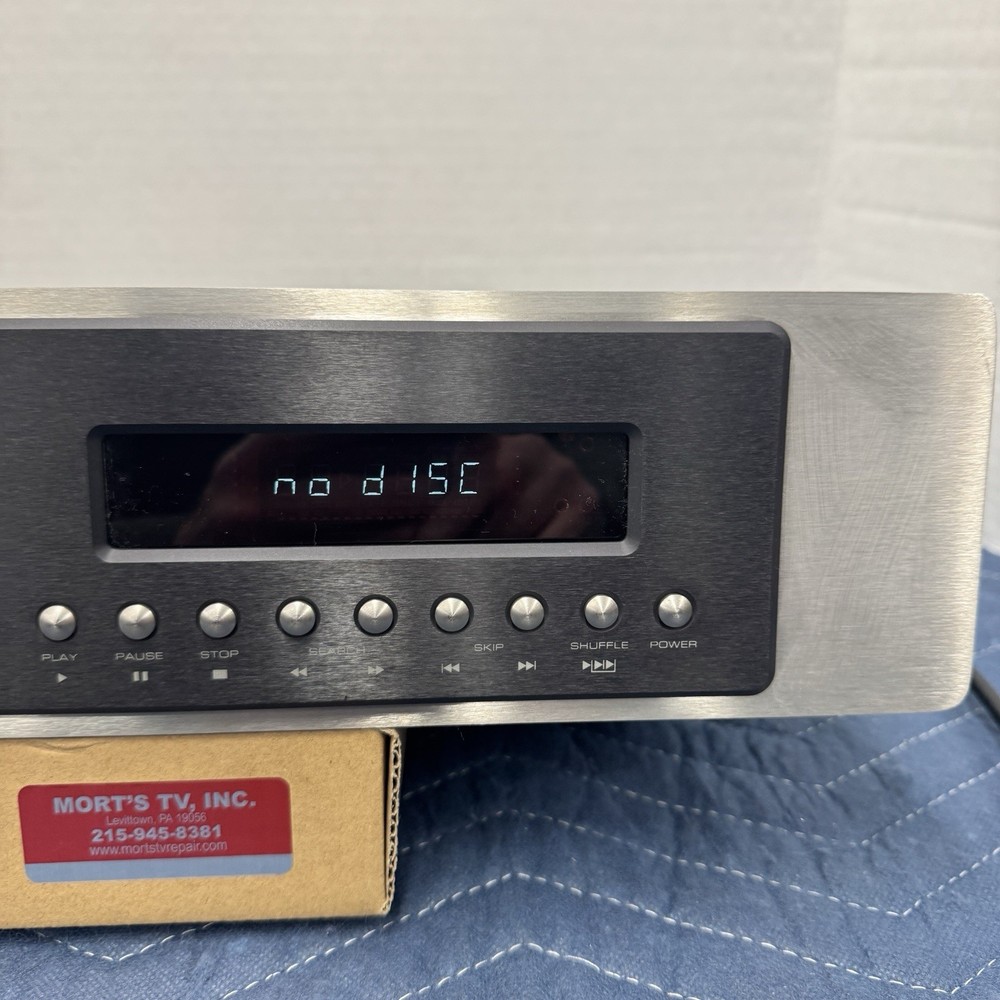 no dISC
PLAY PAUSE STOP SEARCH SKIP SHUFFLE POWER
MORT'S TV, INC.
Levittown, PA 19056
215-945-8381
www.mortstvrepair.com